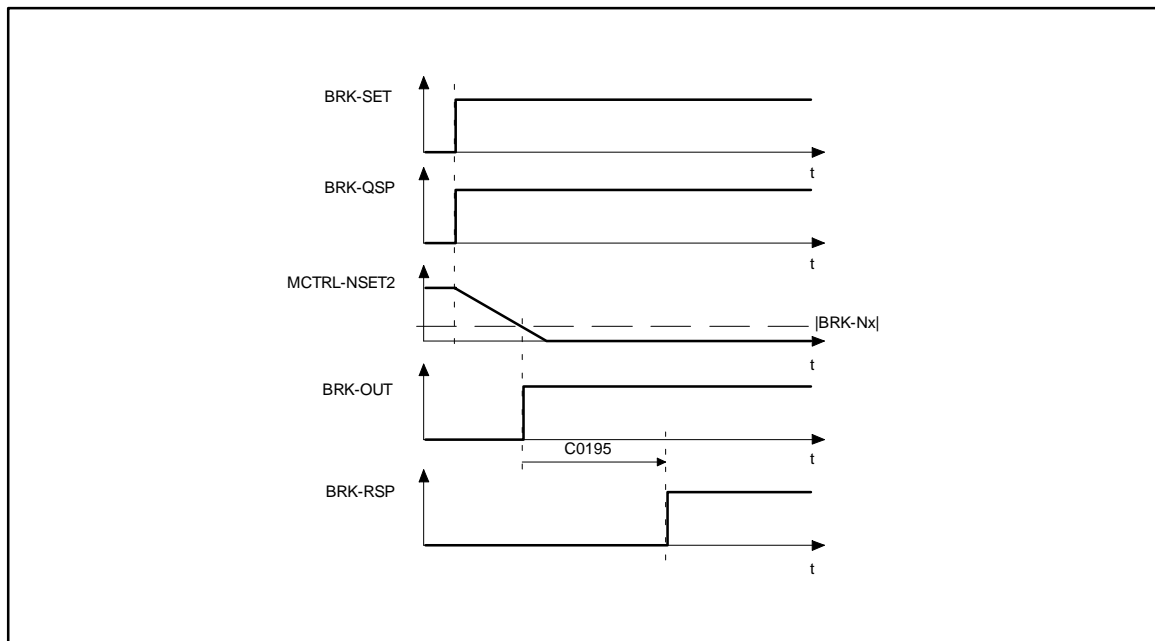 BRK-SET
t
BRK-QSP
t
MCTRL-NSET2
|BRK-Nx|
t
BRK-OUT
C0195
t
BRK-RSP
t